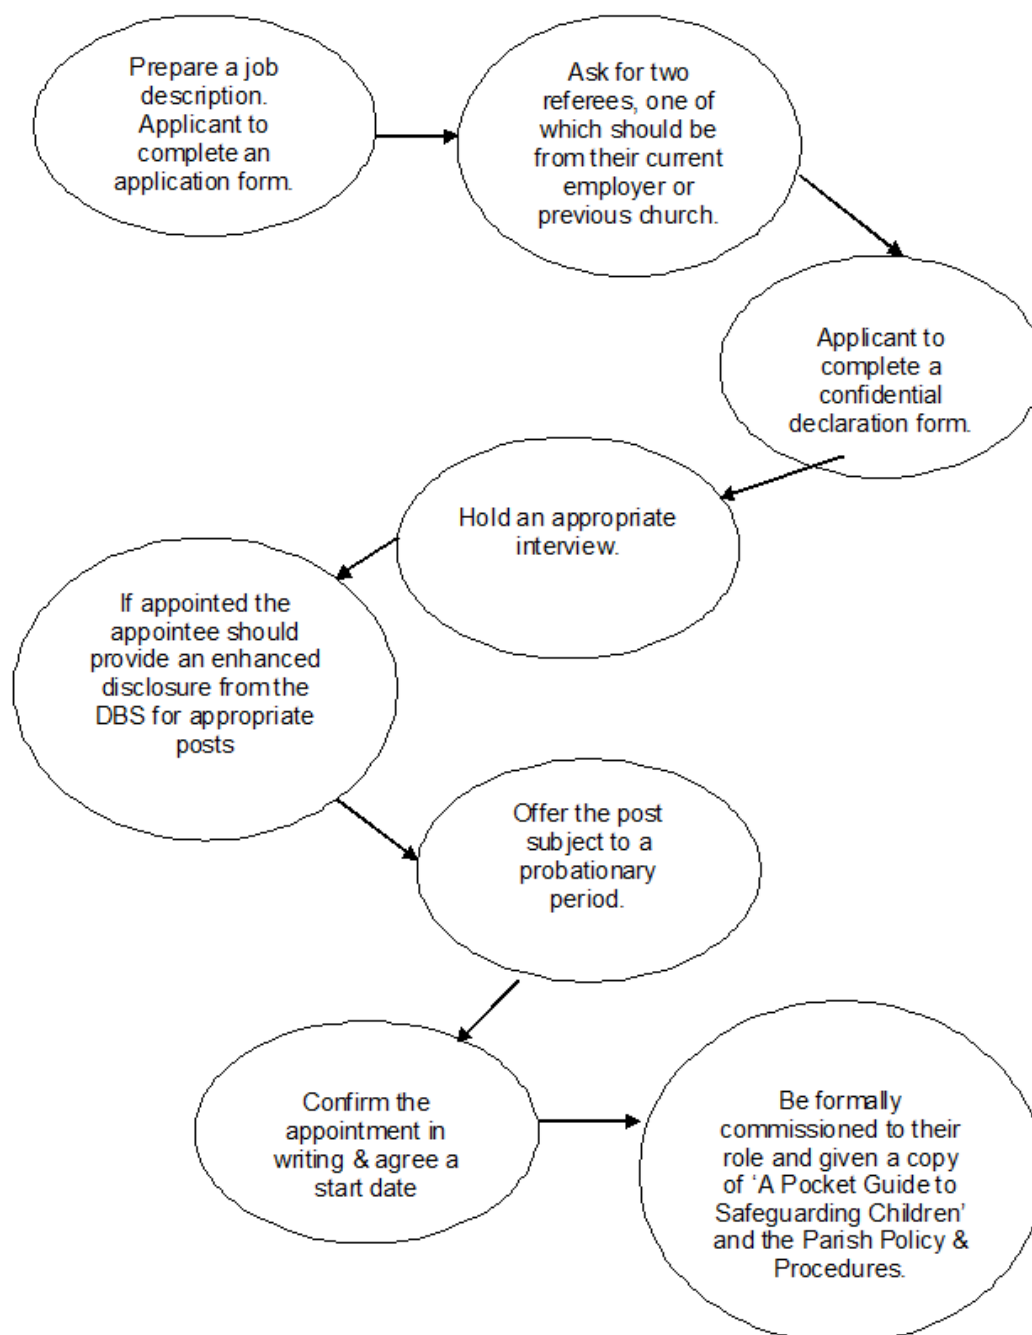 Prepare a job
description.
Applicant to
complete an
application form.
Ask for two
referees, one of
which should be
from their current
employer or
previous church.
Applicant to
complete a
confidential
declaration form.
Hold an appropriate
interview.
If appointed the
appointee should
provide an enhanced
disclosure from the
DBS for appropriate
posts
Offer the post
subject to a
probationary
period.
Confirm the
appointment in
writing & agree a
start date
Be formally
commissioned to their
role and given a copy
of ‘A Pocket Guide to
Safeguarding Children’
and the Parish Policy &
Procedures.